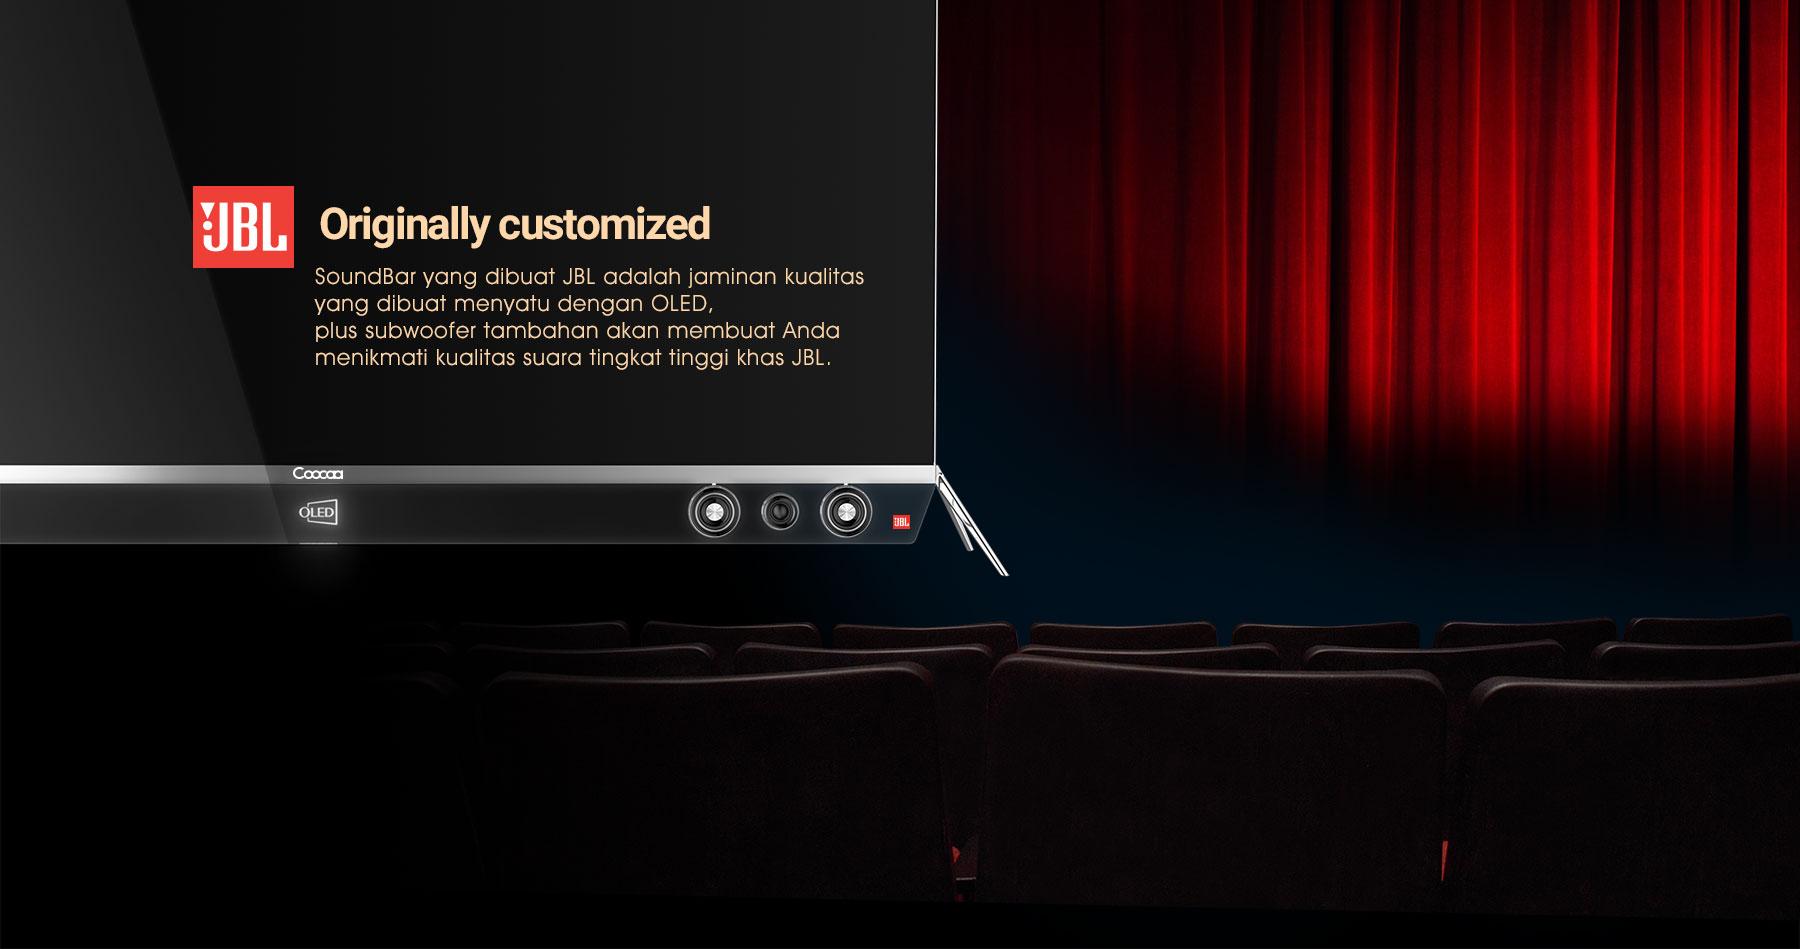 JBL
Originally customized
SoundBar yang dibuat JBL adalah jaminan kualitas
yang dibuat menyatu dengan OLED,
plus subwoofer tambahan akan membuat Anda
menikmati kualitas suara tingkat tinggi khas JBL.
Coocaa
OLED
JBL